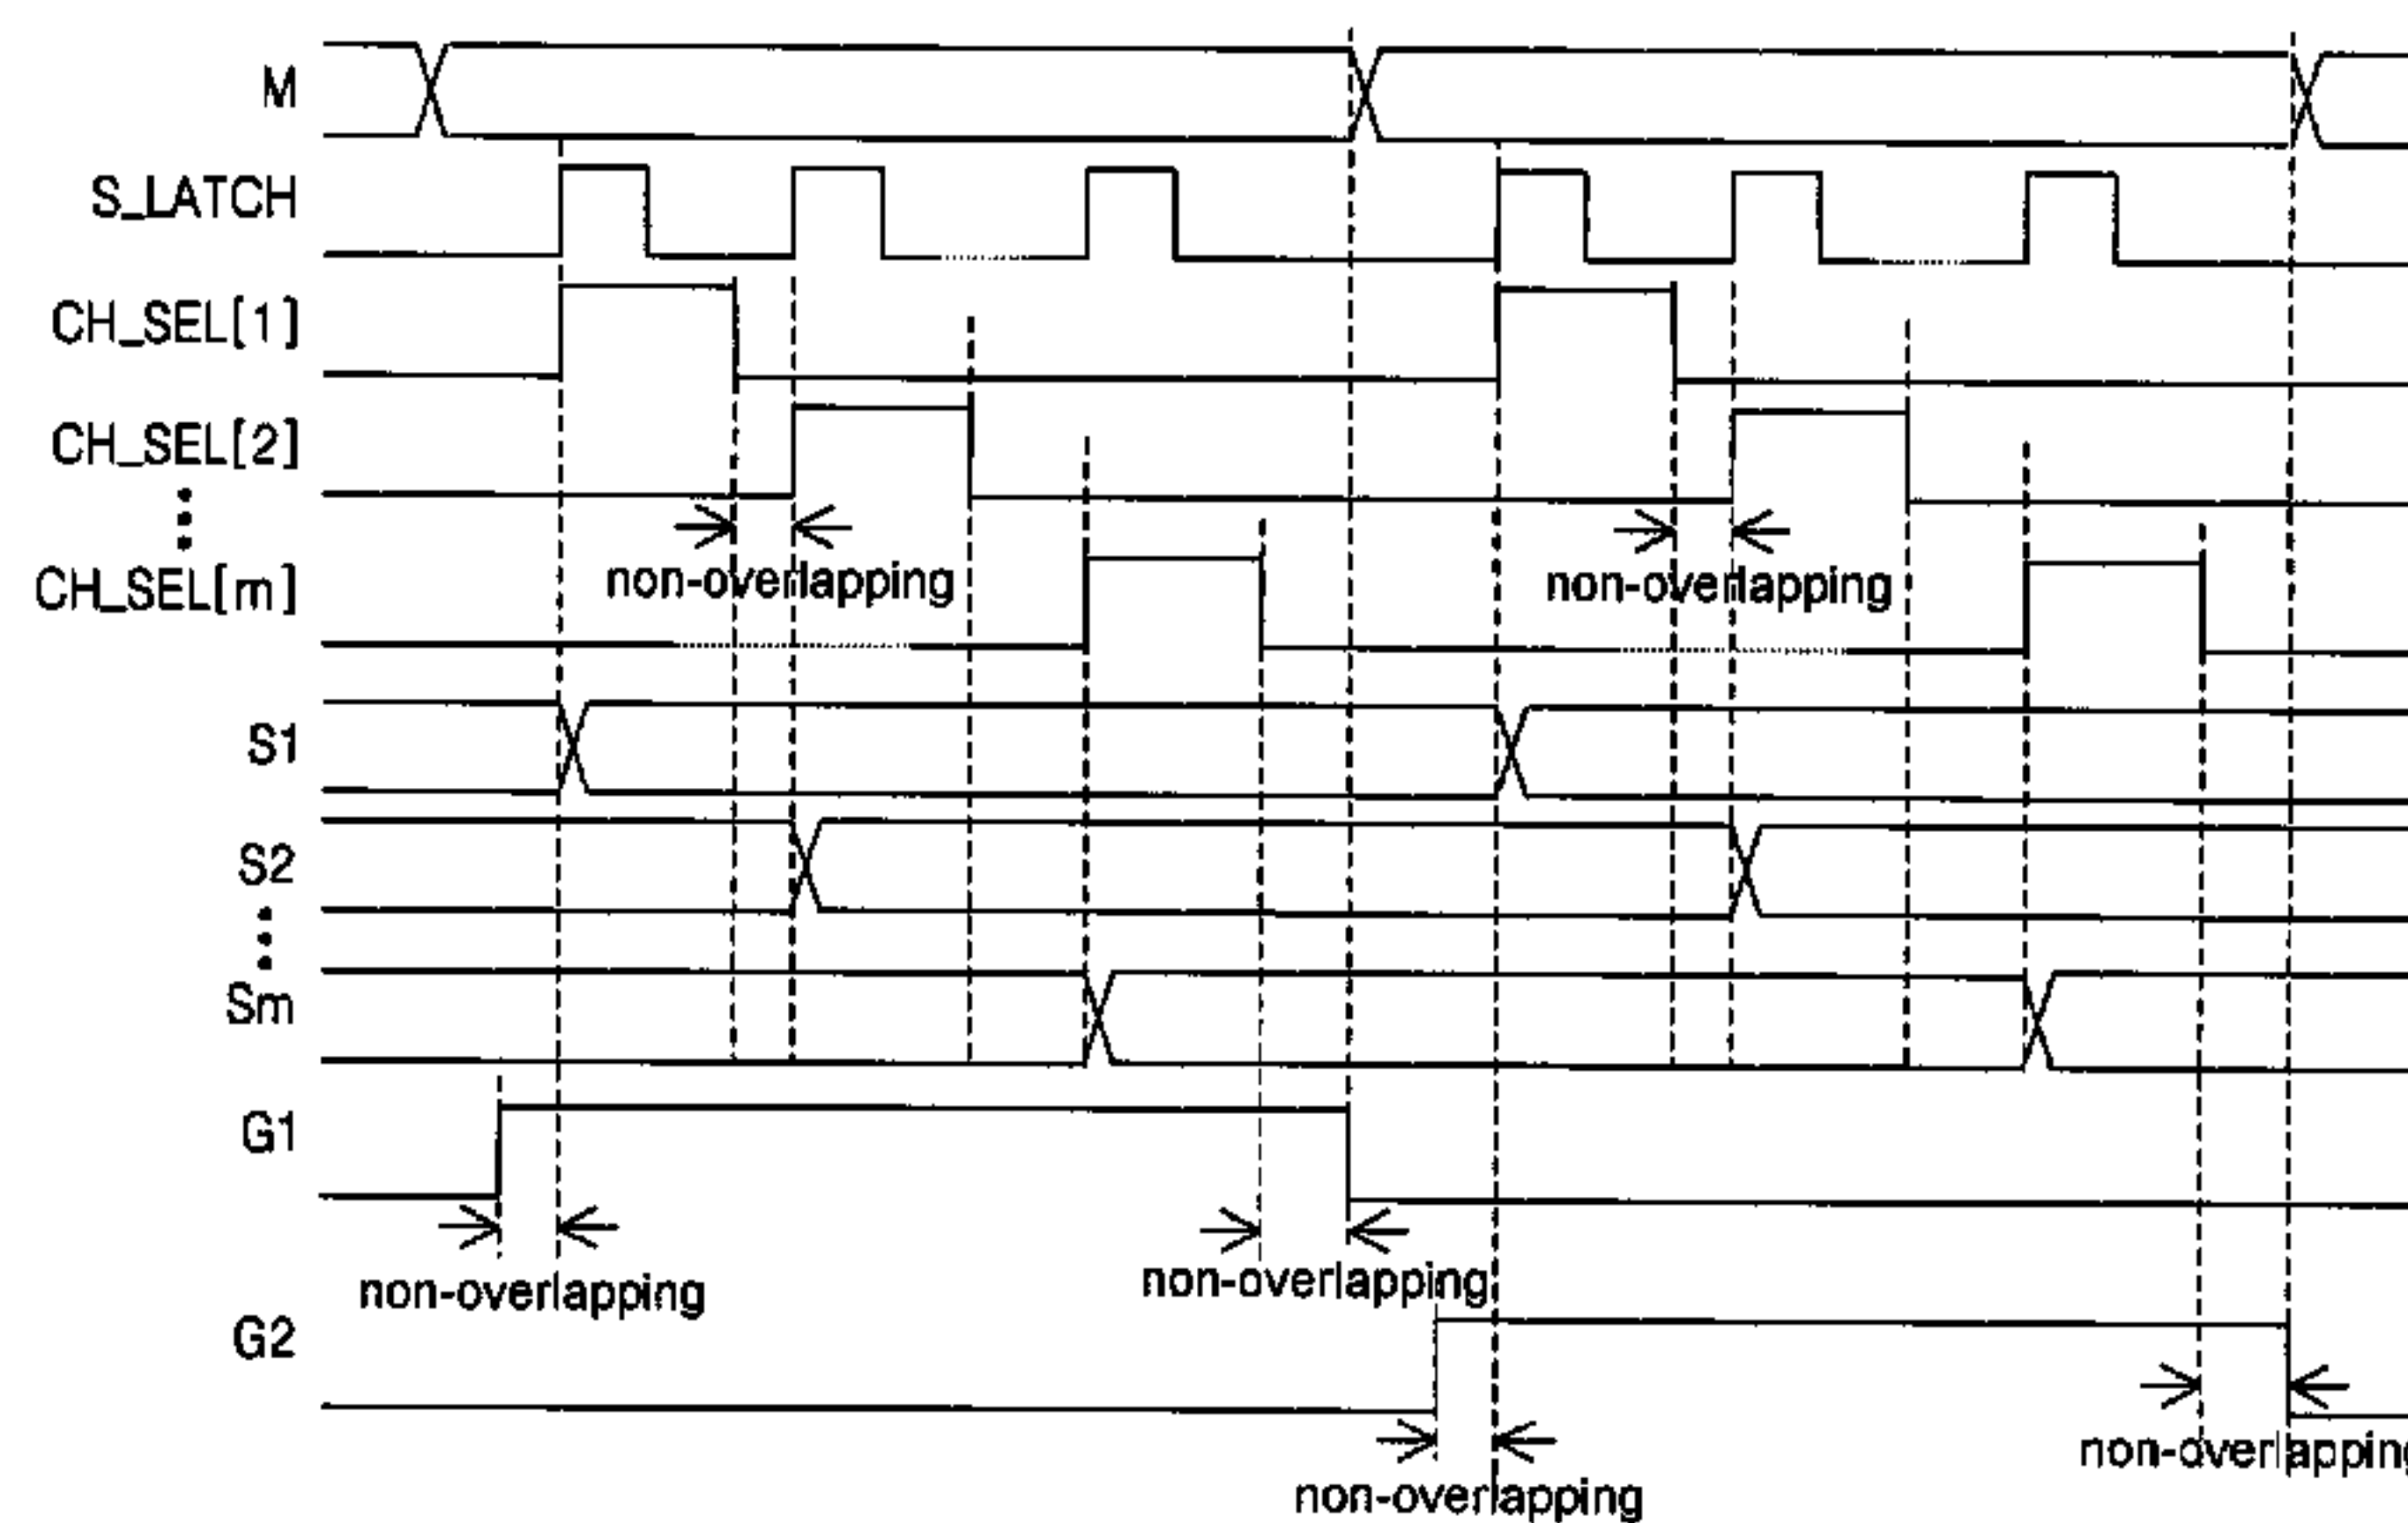 M
S_LATCH
CH_SEL[1]
CH_SEL[2]
non-overlapping
non-overlapping
CH_SEL[m]
S1
S2
Sm
G1
non-overlapping
non-overlapping
G2
non-overlapping
non-overlapping